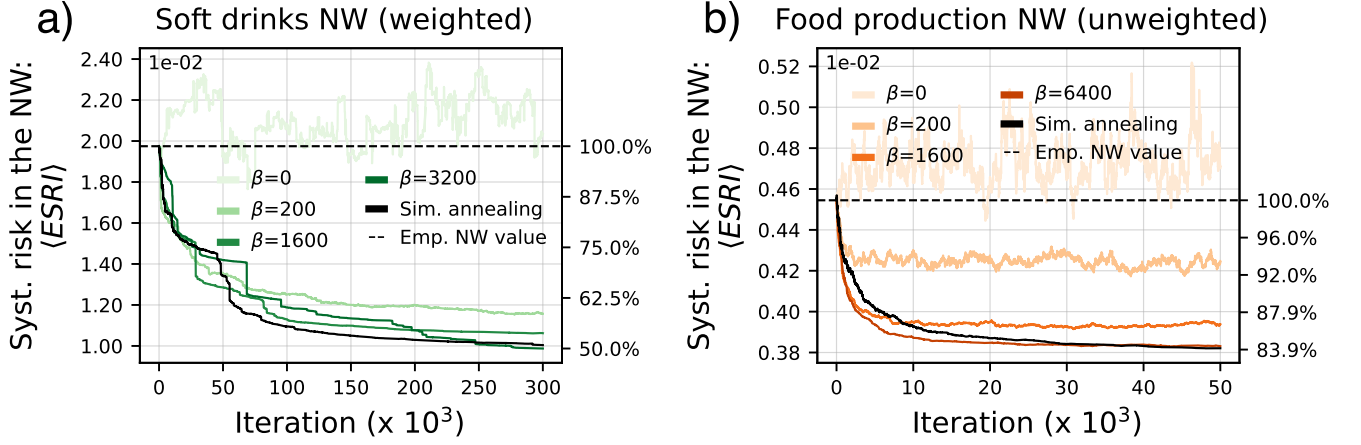 a)
Soft drinks NW (weighted)
1e-02
Syst. risk in the NW:
⟨ESRI⟩
2.40
2.20
2.00
1.80
1.60
1.40
1.20
1.00
100.0%
87.5%
75.0%
62.5%
50.0%
β=0
β=200
β=1600
β=3200
Sim. annealing
Emp. NW value
0
50
100
150
200
250
300
Iteration (x 10³)
b)
Food production NW (unweighted)
1e-02
Syst. risk in the NW:
⟨ESRI⟩
0.52
0.50
0.48
0.46
0.44
0.42
0.40
0.38
100.0%
96.0%
92.0%
87.9%
83.9%
β=0
β=200
β=1600
β=6400
Sim. annealing
Emp. NW value
0
10
20
30
40
50
Iteration (x 10³)